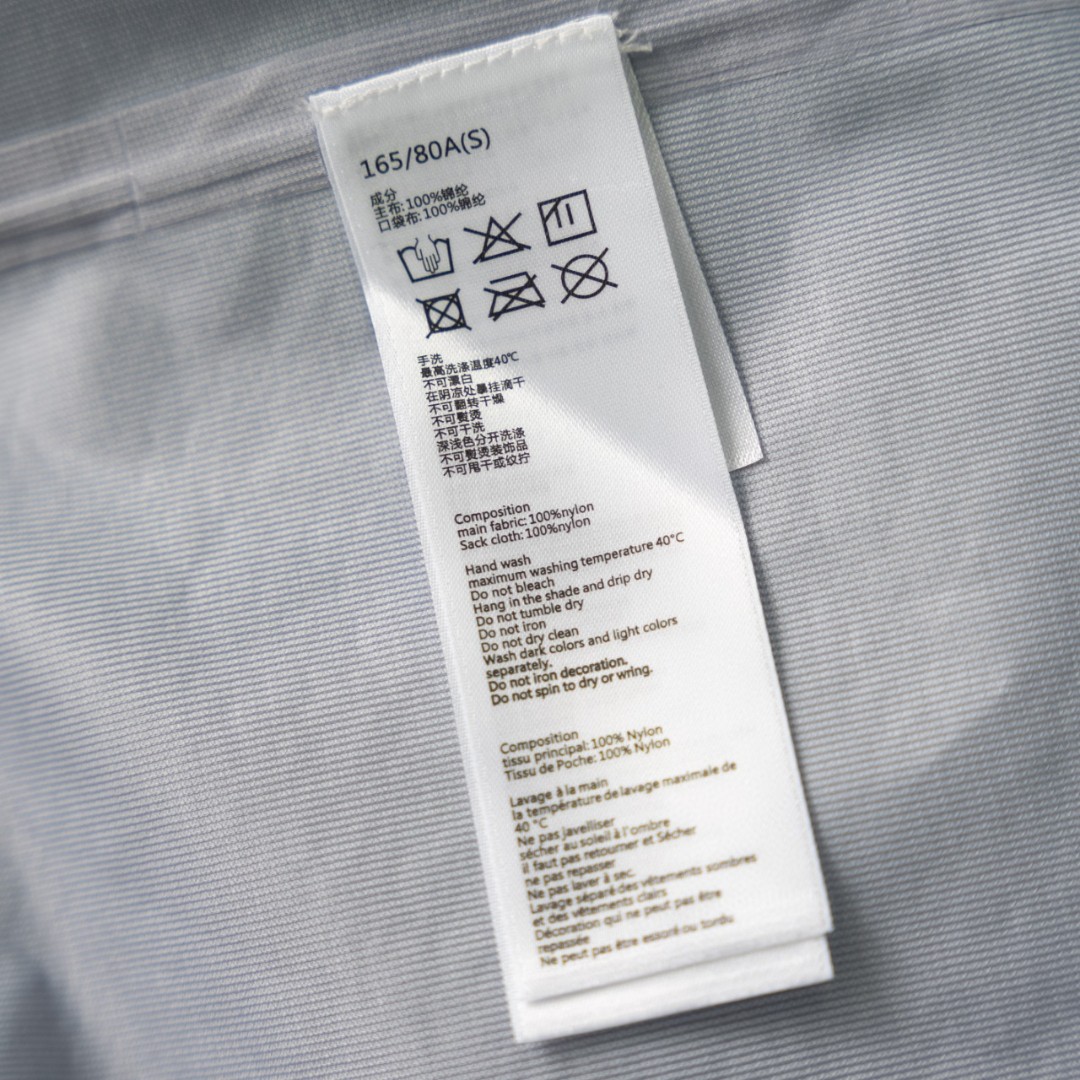 165/80A(S)
成分
主布:100%锦纶
口袋布:100%锦纶
手洗
最高洗涤温度40℃
不可漂白
在阴凉处暴挂滴干
不可翻转干燥
不可熨烫
不可干洗
深浅色分开洗涤
不可熨烫装饰品
不可甩干或纹拧
Composition
main fabric: 100%nylon
Sack cloth: 100%nylon
Hand wash
maximum washing temperature 40°C
Do not bleach
Hang in the shade and drip dry
Do not tumble dry
Do not iron
Do not dry clean
Wash dark colors and light colors
separately.
Do not iron decoration.
Do not spin to dry or wring.
Composition
tissu principal: 100% Nylon
Tissu de Poche: 100% Nylon
Lavage à la main
la température de lavage maximale de
40 °C
Ne pas javelliser
sécher au soleil à l'ombre
il faut pas retourner et Sécher
ne pas repasser
Ne pas laver à sec.
Lavage séparé des vêtements sombres
et des vêtements clairs
Décoration qui ne peut pas être
repassée
Ne peut pas être essoré ou tordu